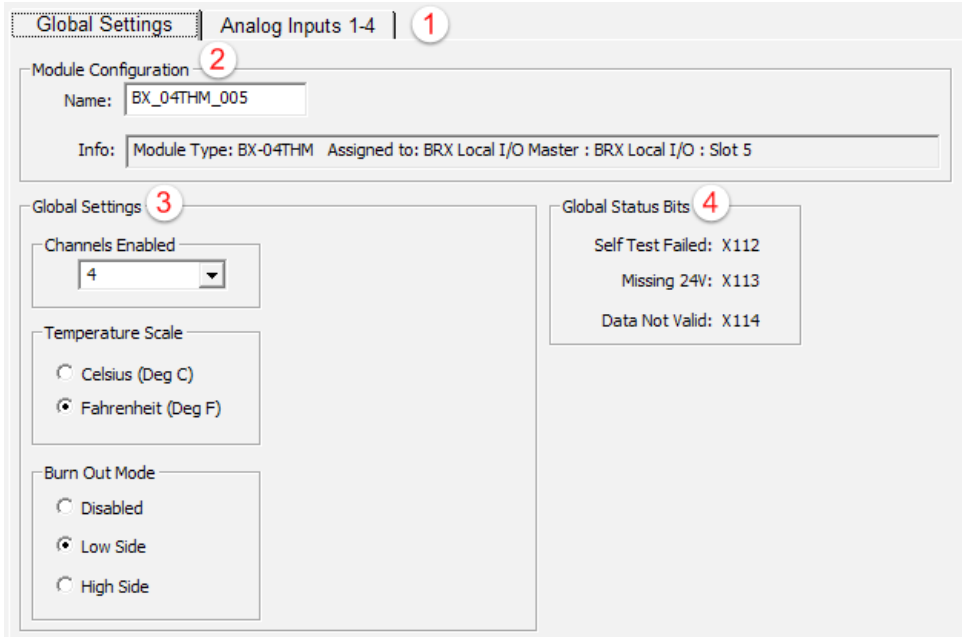 Global Settings Analog Inputs 1-4 1
Module Configuration 2
Name: BX_04THM_005
Info: Module Type: BX-04THM Assigned to: BRX Local I/O Master : BRX Local I/O : Slot 5
Global Settings 3
Channels Enabled
4
Temperature Scale
Celsius (Deg C)
Fahrenheit (Deg F)
Burn Out Mode
Disabled
Low Side
High Side
Global Status Bits 4
Self Test Failed: X112
Missing 24V: X113
Data Not Valid: X114